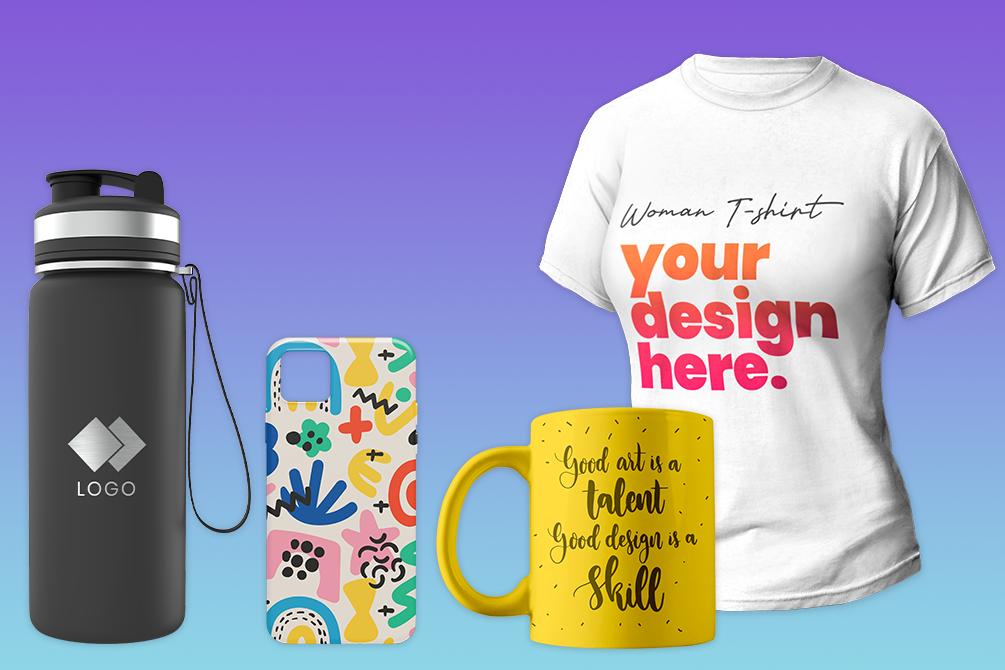 LOGO
Woman T-shirt
your
design
here.
Good art is a
talent
Good design is a
Skill